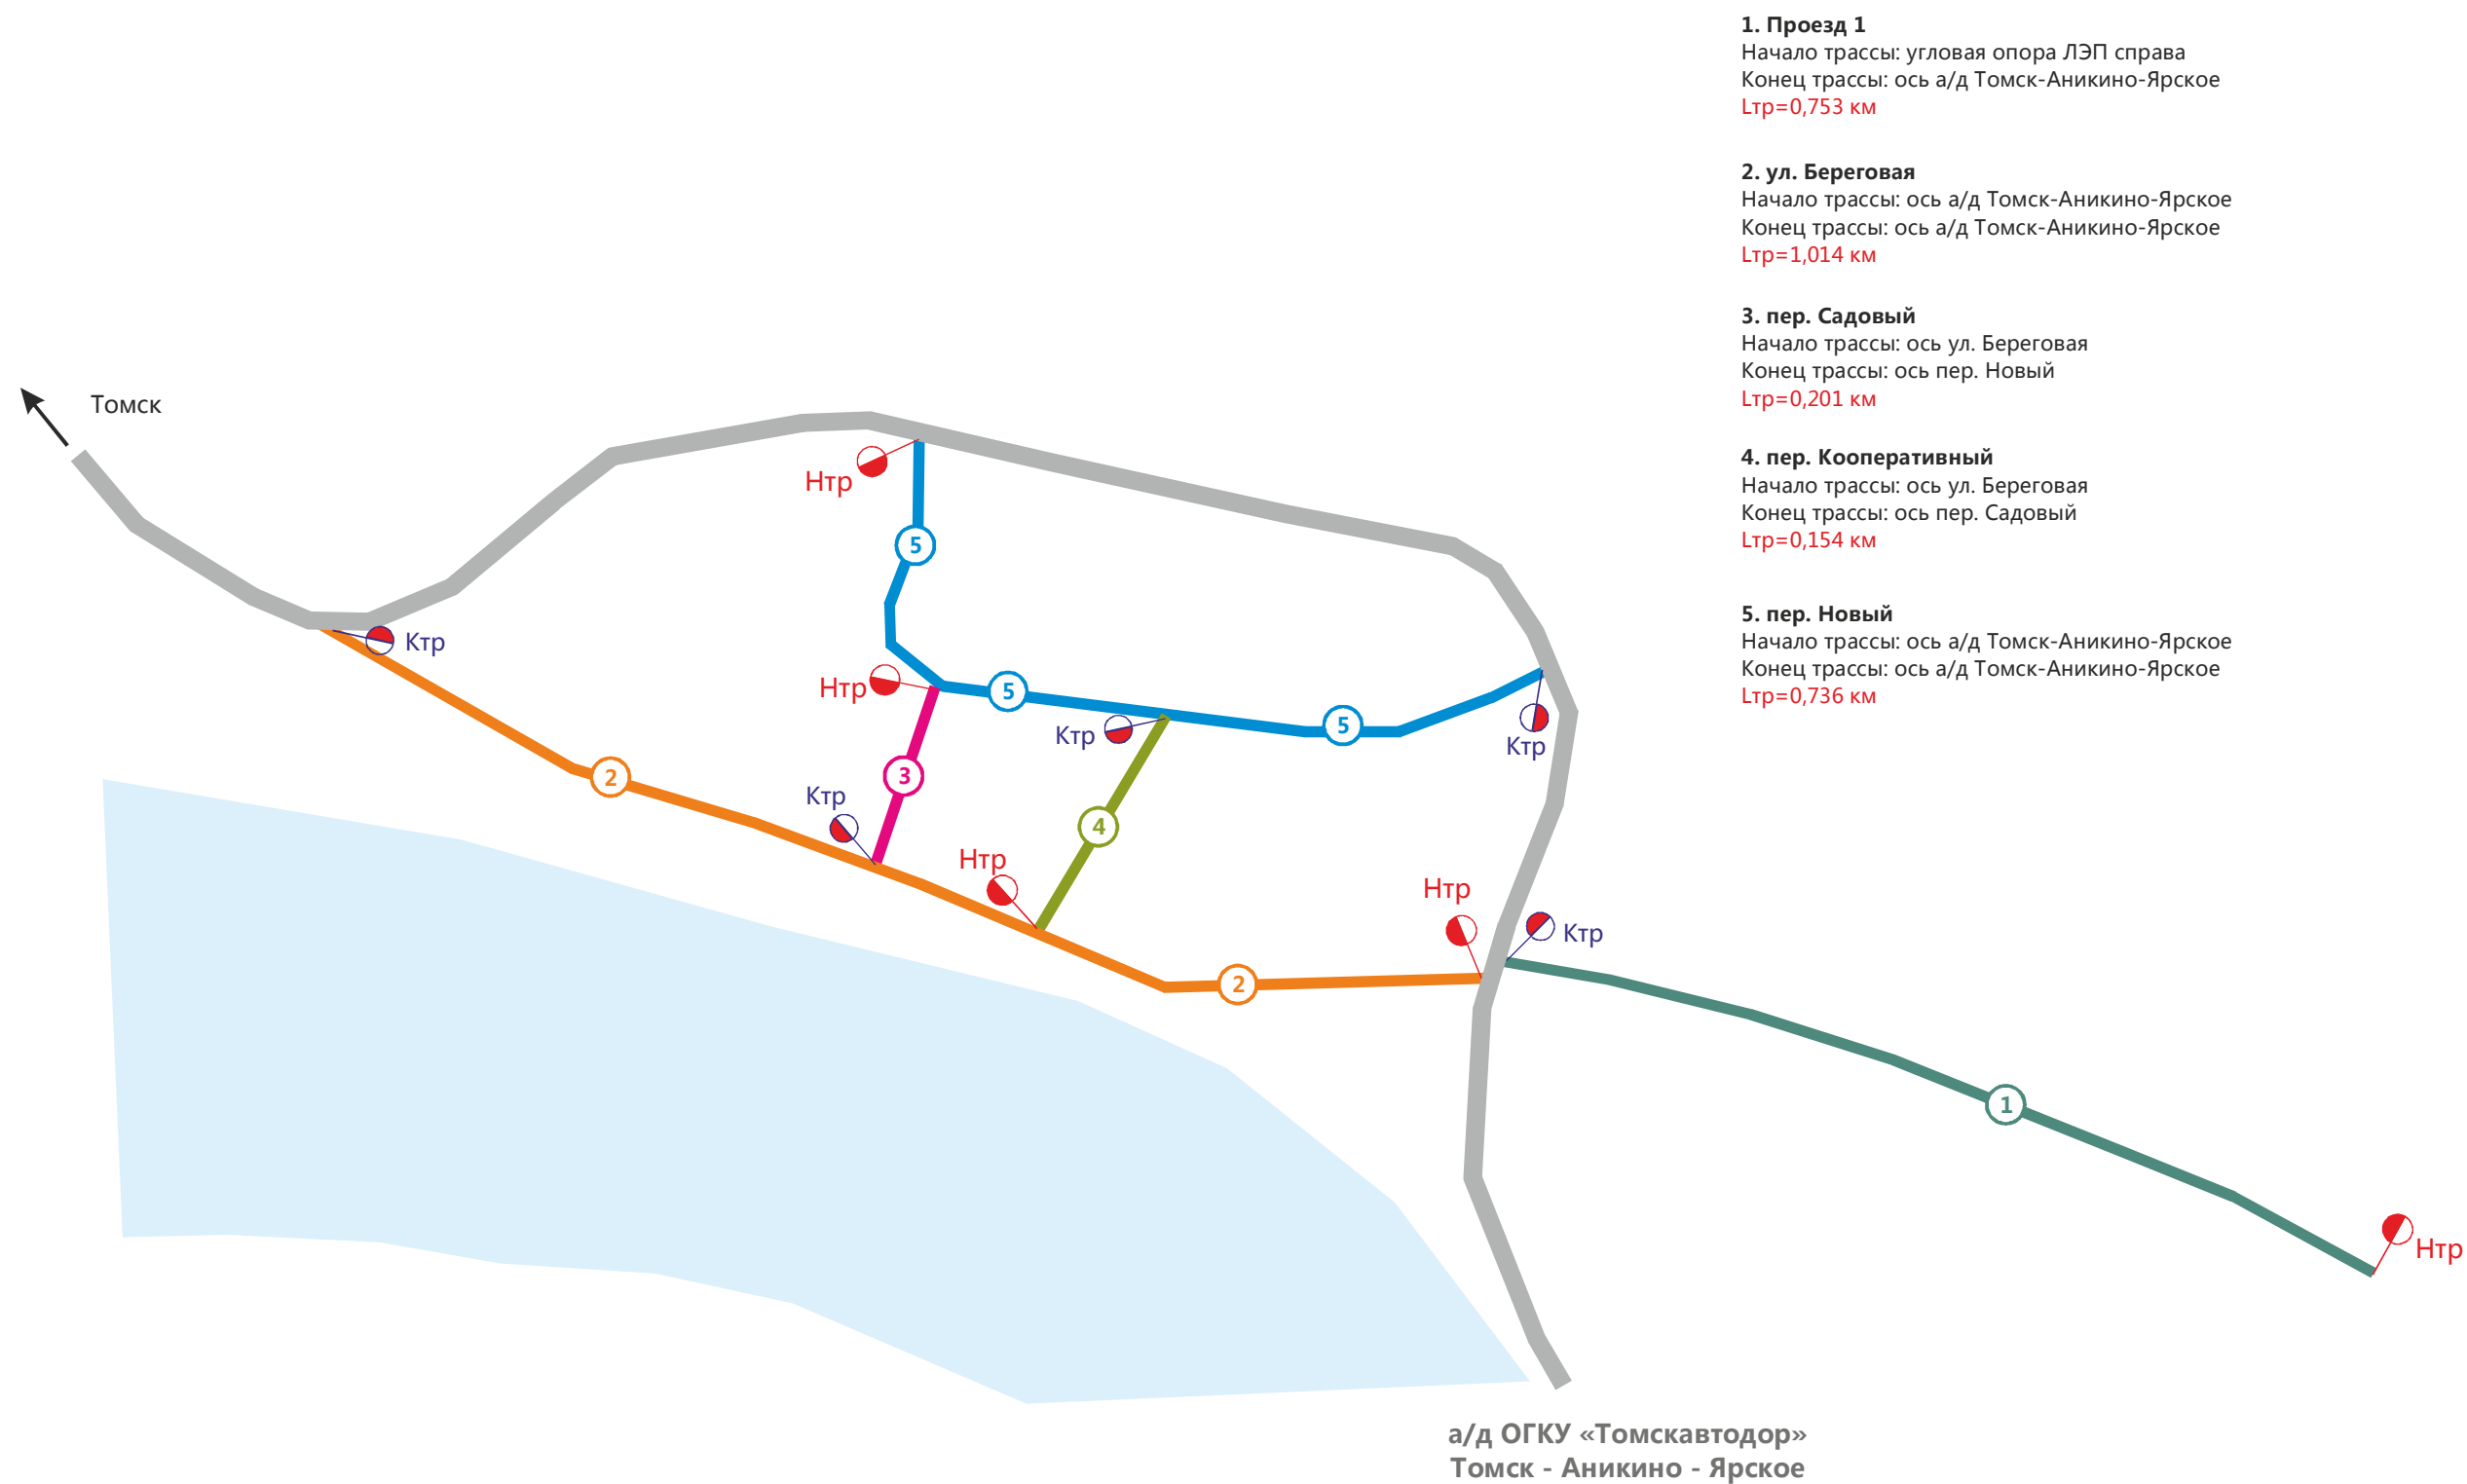 1. Проезд 1
Начало трассы: угловая опора ЛЭП справа
Конец трассы: ось а/д Томск-Аникино-Ярское
Lтр=0,753 км
2. ул. Береговая
Начало трассы: ось а/д Томск-Аникино-Ярское
Конец трассы: ось а/д Томск-Аникино-Ярское
Lтр=1,014 км
3. пер. Садовый
Начало трассы: ось ул. Береговая
Конец трассы: ось пер. Новый
Lтр=0,201 км
4. пер. Кооперативный
Начало трассы: ось ул. Береговая
Конец трассы: ось пер. Садовый
Lтр=0,154 км
5. пер. Новый
Начало трассы: ось а/д Томск-Аникино-Ярское
Конец трассы: ось а/д Томск-Аникино-Ярское
Lтр=0,736 км
Томск
Нтр
5
Ктр
Нтр
5
Ктр
5
Ктр
2
3
Ктр
4
Нтр
Нтр
Ктр
2
1
Нтр
а/д ОГКУ «Томскавтодор»
Томск - Аникино - Ярское